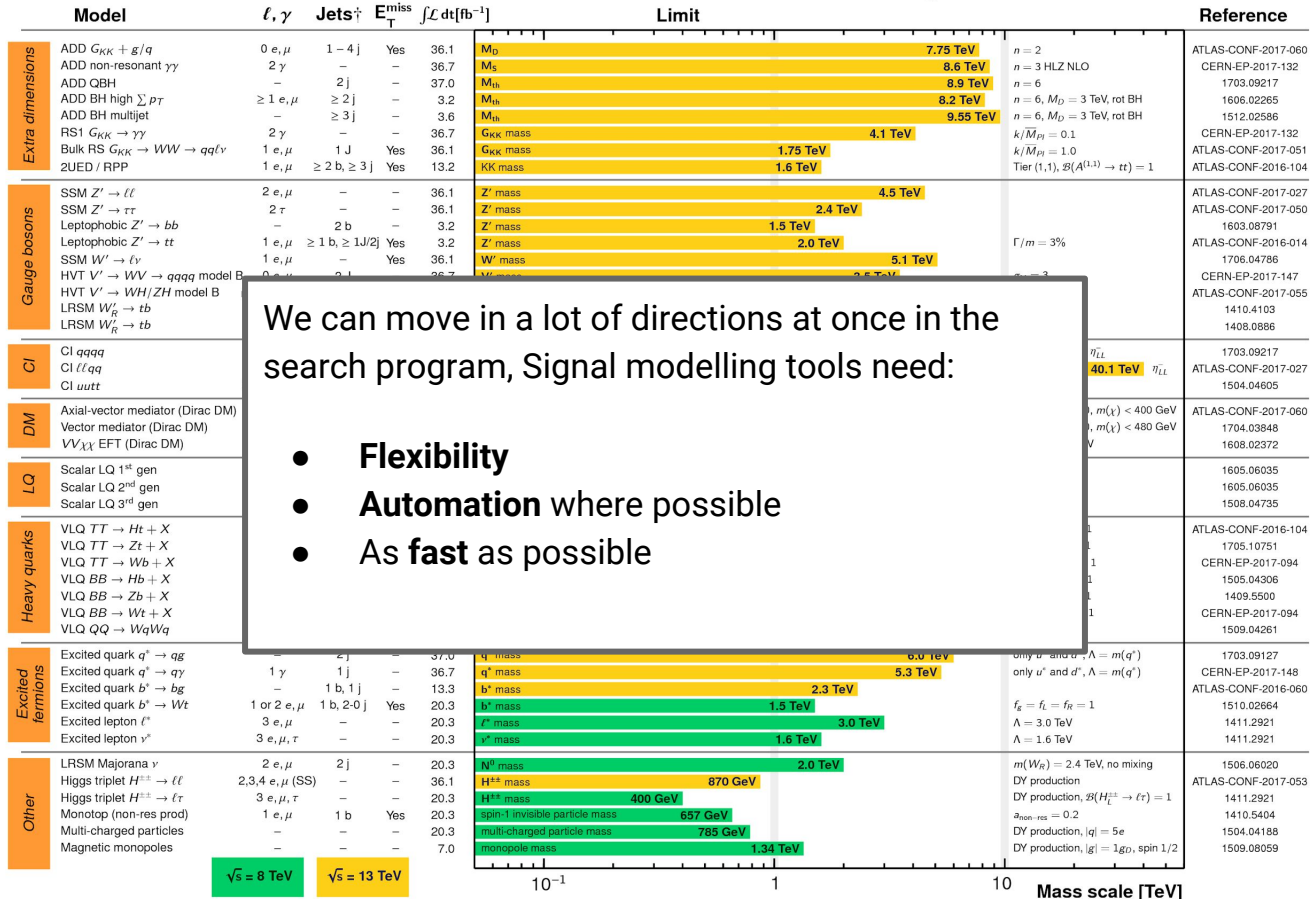 Model ℓ, γ Jets† E_T^miss ∫ℒ dt[fb⁻¹] Limit Reference
Extra dimensions
ADD G_KK + g/q 0 e, μ 1 – 4 j Yes 36.1 M_D 7.75 TeV n = 2 ATLAS-CONF-2017-060
ADD non-resonant γγ 2 γ – – 36.7 M_S 8.6 TeV n = 3 HLZ NLO CERN-EP-2017-132
ADD QBH – 2 j – 37.0 M_th 8.9 TeV n = 6 1703.09217
ADD BH high ∑ p_T ≥ 1 e, μ ≥ 2 j – 3.2 M_th 8.2 TeV n = 6, M_D = 3 TeV, rot BH 1606.02265
ADD BH multijet – ≥ 3 j – 3.6 M_th 9.55 TeV n = 6, M_D = 3 TeV, rot BH 1512.02586
RS1 G_KK → γγ 2 γ – – 36.7 G_KK mass 4.1 TeV k/M̄_Pl = 0.1 CERN-EP-2017-132
Bulk RS G_KK → WW → qqℓν 1 e, μ 1 J Yes 36.1 G_KK mass 1.75 TeV k/M̄_Pl = 1.0 ATLAS-CONF-2017-051
2UED / RPP 1 e, μ ≥ 2 b, ≥ 3 j Yes 13.2 KK mass 1.6 TeV Tier (1,1), ℬ(A^(1,1) → tt) = 1 ATLAS-CONF-2016-104
Gauge bosons
SSM Z′ → ℓℓ 2 e, μ – – 36.1 Z′ mass 4.5 TeV ATLAS-CONF-2017-027
SSM Z′ → ττ 2 τ – – 36.1 Z′ mass 2.4 TeV ATLAS-CONF-2017-050
Leptophobic Z′ → bb – 2 b – 3.2 Z′ mass 1.5 TeV 1603.08791
Leptophobic Z′ → tt 1 e, μ ≥ 1 b, ≥ 1J/2j Yes 3.2 Z′ mass 2.0 TeV Γ/m = 3% ATLAS-CONF-2016-014
SSM W′ → ℓν 1 e, μ – Yes 36.1 W′ mass 5.1 TeV 1706.04786
HVT V′ → WV → qqqq model B CERN-EP-2017-147
HVT V′ → WH/ZH model B ATLAS-CONF-2017-055
LRSM W′_R → tb 1410.4103
LRSM W′_R → tb 1408.0886
We can move in a lot of directions at once in the
search program, Signal modelling tools need:
● Flexibility
● Automation where possible
● As fast as possible
CI
CI qqqq η⁻_LL 1703.09217
CI ℓℓqq 40.1 TeV η⁻_LL ATLAS-CONF-2017-027
CI uutt 1504.04605
DM
Axial-vector mediator (Dirac DM) , m(χ) < 400 GeV ATLAS-CONF-2017-060
Vector mediator (Dirac DM) , m(χ) < 480 GeV 1704.03848
VVχχ EFT (Dirac DM) 1608.02372
LQ
Scalar LQ 1st gen 1605.06035
Scalar LQ 2nd gen 1605.06035
Scalar LQ 3rd gen 1508.04735
Heavy quarks
VLQ TT → Ht + X ATLAS-CONF-2016-104
VLQ TT → Zt + X 1705.10751
VLQ TT → Wb + X 1 CERN-EP-2017-094
VLQ BB → Hb + X 1505.04306
VLQ BB → Zb + X 1409.5500
VLQ BB → Wt + X CERN-EP-2017-094
VLQ QQ → WqWq 1509.04261
Excited fermions
Excited quark q* → qg – 2 j – 37.0 q* mass 6.0 TeV only u* and d*, Λ = m(q*) 1703.09127
Excited quark q* → qγ 1 γ 1 j – 36.7 q* mass 5.3 TeV only u* and d*, Λ = m(q*) CERN-EP-2017-148
Excited quark b* → bg – 1 b, 1 j – 13.3 b* mass 2.3 TeV ATLAS-CONF-2016-060
Excited quark b* → Wt 1 or 2 e, μ 1 b, 2-0 j Yes 20.3 b* mass 1.5 TeV f_g = f_L = f_R = 1 1510.02664
Excited lepton ℓ* 3 e, μ – – 20.3 ℓ* mass 3.0 TeV Λ = 3.0 TeV 1411.2921
Excited lepton ν* 3 e, μ, τ – – 20.3 ν* mass 1.6 TeV Λ = 1.6 TeV 1411.2921
Other
LRSM Majorana ν 2 e, μ 2 j – 20.3 N⁰ mass 2.0 TeV m(W_R) = 2.4 TeV, no mixing 1506.06020
Higgs triplet H^±± → ℓℓ 2,3,4 e, μ (SS) – – 36.1 H^±± mass 870 GeV DY production ATLAS-CONF-2017-053
Higgs triplet H^±± → ℓτ 3 e, μ, τ – – 20.3 H^±± mass 400 GeV DY production, ℬ(H_L^±± → ℓτ) = 1 1411.2921
Monotop (non-res prod) 1 e, μ 1 b Yes 20.3 spin-1 invisible particle mass 657 GeV a_non-res = 0.2 1410.5404
Multi-charged particles – – – 20.3 multi-charged particle mass 785 GeV DY production, |q| = 5e 1504.04188
Magnetic monopoles – – – 7.0 monopole mass 1.34 TeV DY production, |g| = 1g_D, spin 1/2 1509.08059
√s = 8 TeV √s = 13 TeV
10⁻¹ 1 10
Mass scale [TeV]